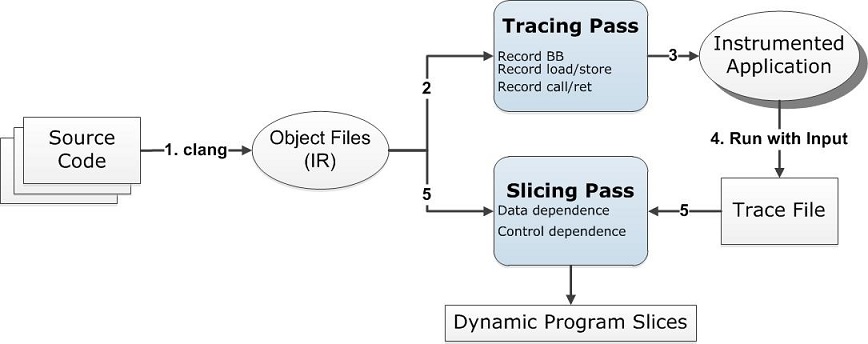 Tracing Pass
Record BB
Record load/store
Record call/ret
2
3
Instrumented
Application
Source
Code
1. clang
Object Files
(IR)
4. Run with Input
5
Slicing Pass
Data dependence
Control dependence
5
Trace File
Dynamic Program Slices